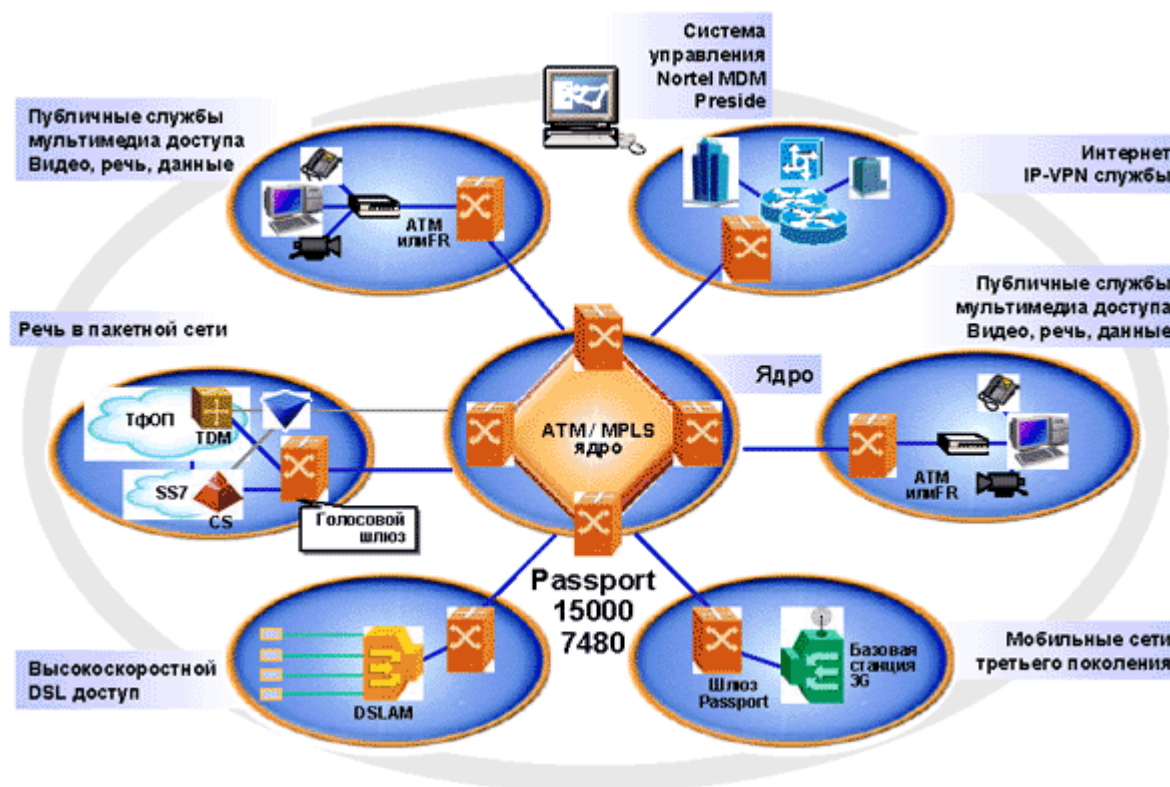 Система
управления
Nortel MDM
Preside
Публичные службы
мультимедиа доступа
Видео, речь, данные
ATM
илиFR
Интернет
IP-VPN службы
Публичные службы
мультимедиа доступа
Видео, речь, данные
ATM
илиFR
Речь в пакетной сети
ТфОП
TDM
SS7
CS
Голосовой
шлюз
Ядро
ATM / MPLS
ядро
Passport
15000
7480
Высокоскоростной
DSL доступ
DSLAM
Шлюз
Passport
Базовая
станция
3G
Мобильные сети
третьего поколения